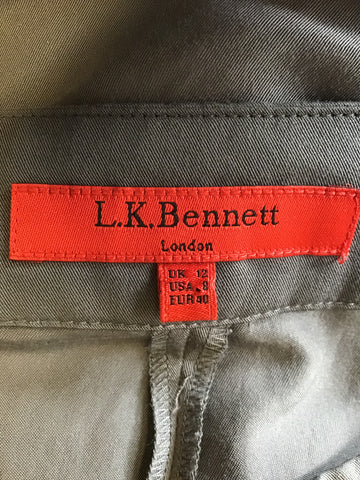 L.K.Bennett
London
UK 12
USA 8
EUR 40